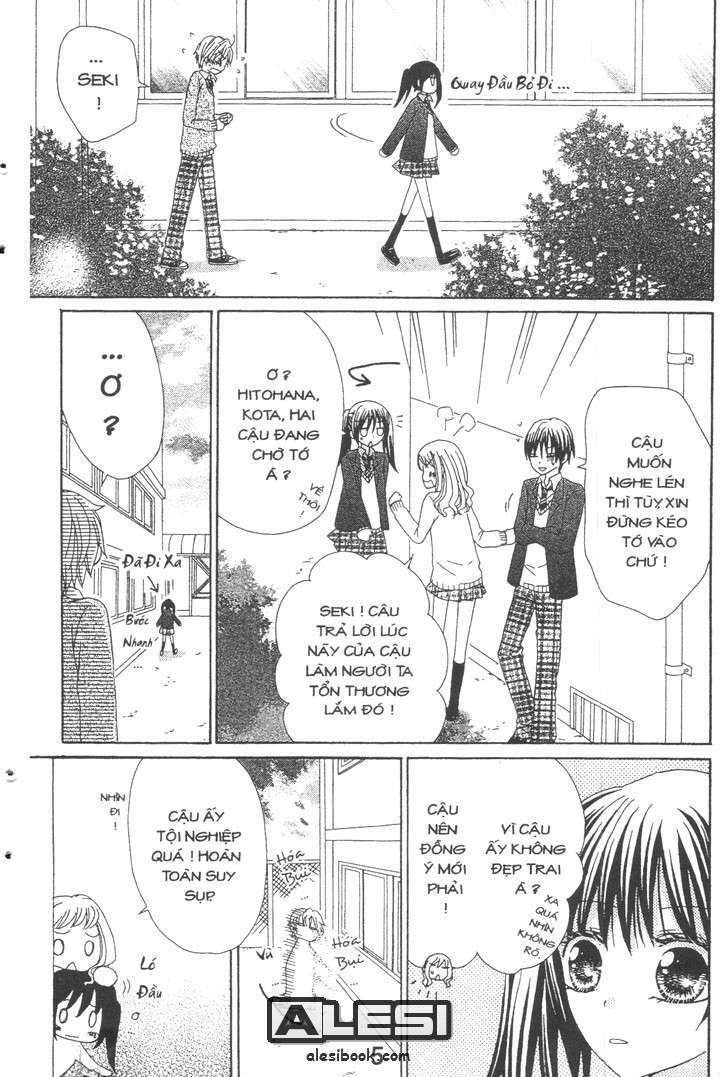 ...
SEKI
!
Quay Đầu Bỏ Đi ...
CẬU
MUỐN
NGHE LÉN
THÌ TÙY XIN
ĐỪNG KÉO
TỚ VÀO
CHỨ !
Ơ ?
HITOHANA,
KOTA, HAI
CẬU ĐANG
CHỜ TỚ
Á ?
VỀ
THÔI
!
SEKI ! CÂU
TRẢ LỜI LÚC
NÃY CỦA CẬU
LÀM NGƯỜI TA
TỔN THƯƠNG
LẮM ĐÓ !
...
Ơ ?
Đã Đi Xa
Bước
Nhanh
...
VÌ CẬU
ẤY KHÔNG
ĐẸP TRAI
Á ?
XA
QUÁ
NHÌN
KHÔNG
RÕ.
CẬU
NÊN
ĐỒNG
Ý MỚI
PHẢI
!
CẬU ẤY
TỘI NGHIỆP
QUÁ ! HOÀN
TOÀN SUY
SỤP.
Hóa
Bụi
Vù
Hóa
Bụi
NHÌN
ĐI
!
Ló
Đầu
ALESI
alesibook.com
5